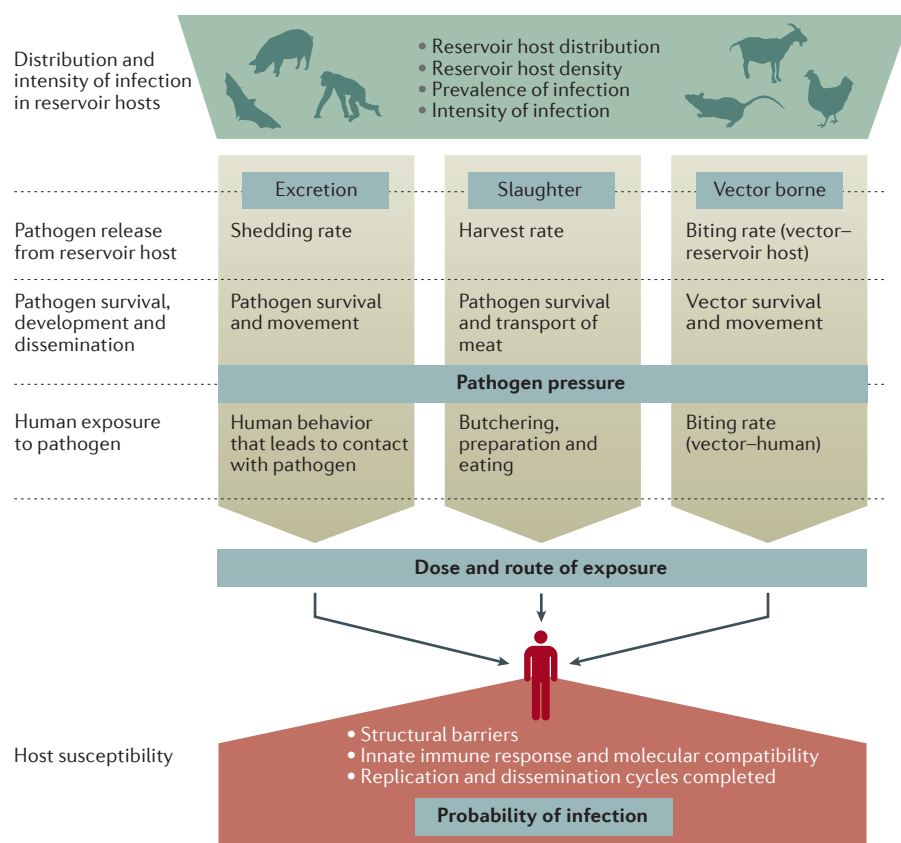 Distribution and
intensity of infection
in reservoir hosts
• Reservoir host distribution
• Reservoir host density
• Prevalence of infection
• Intensity of infection
Excretion
Slaughter
Vector borne
Pathogen release
from reservoir host
Shedding rate
Harvest rate
Biting rate (vector–
reservoir host)
Pathogen survival,
development and
dissemination
Pathogen survival
and movement
Pathogen survival
and transport of
meat
Vector survival
and movement
Pathogen pressure
Human exposure
to pathogen
Human behavior
that leads to contact
with pathogen
Butchering,
preparation and
eating
Biting rate
(vector–human)
Dose and route of exposure
Host susceptibility
• Structural barriers
• Innate immune response and molecular compatibility
• Replication and dissemination cycles completed
Probability of infection